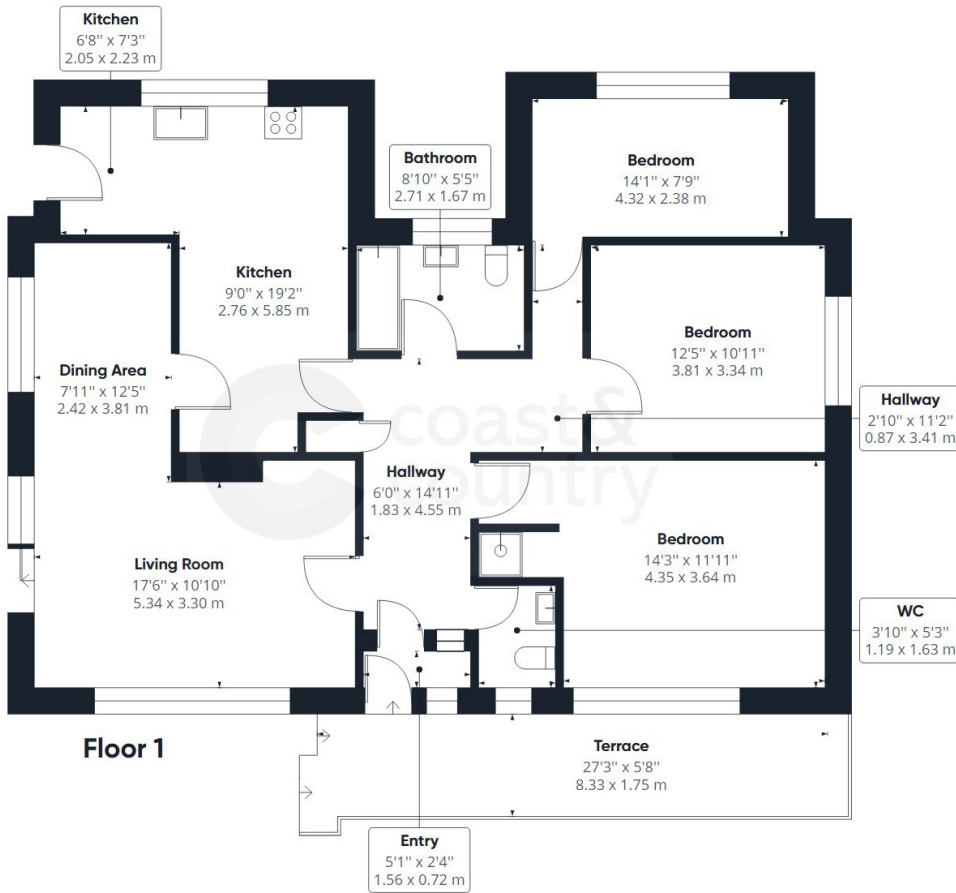 Kitchen
6'8" x 7'3"
2.05 x 2.23 m
Bathroom
8'10" x 5'5"
2.71 x 1.67 m
Bedroom
14'1" x 7'9"
4.32 x 2.38 m
Kitchen
9'0" x 19'2"
2.76 x 5.85 m
Bedroom
12'5" x 10'11"
3.81 x 3.34 m
Dining Area
7'11" x 12'5"
2.42 x 3.81 m
Hallway
2'10" x 11'2"
0.87 x 3.41 m
coast&
country
Hallway
6'0" x 14'11"
1.83 x 4.55 m
Bedroom
14'3" x 11'11"
4.35 x 3.64 m
Living Room
17'6" x 10'10"
5.34 x 3.30 m
WC
3'10" x 5'3"
1.19 x 1.63 m
Floor 1
Terrace
27'3" x 5'8"
8.33 x 1.75 m
Entry
5'1" x 2'4"
1.56 x 0.72 m